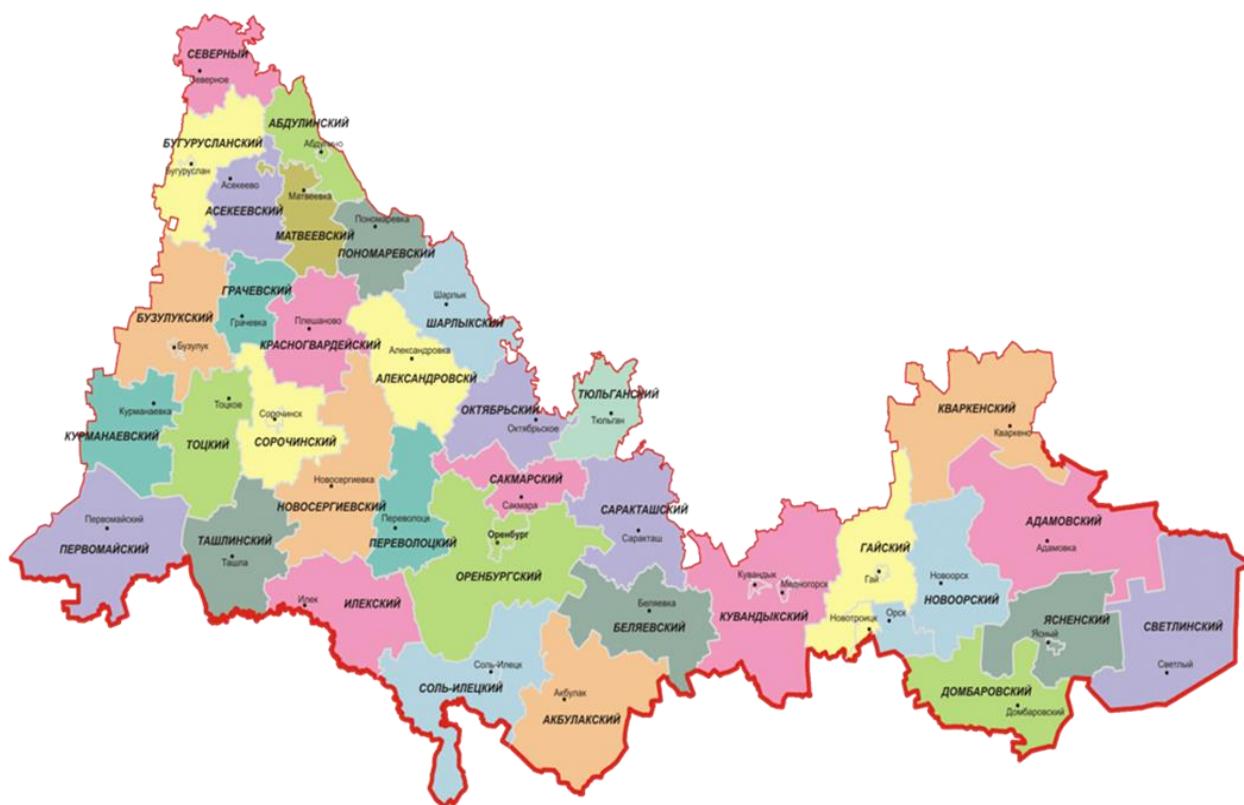 СЕВЕРНЫЙ
Северное
АБДУЛИНСКИЙ
БУГУРУСЛАНСКИЙ
Абдулино
Бугуруслан
Асекеево
Матвеевка
АСЕКЕЕВСКИЙ
Пономаревка
МАТВЕЕВСКИЙ
ПОНОМАРЕВСКИЙ
ГРАЧЕВСКИЙ
Шарлык
БУЗУЛУКСКИЙ
Грачевка
Плешаново
ШАРЛЫКСКИЙ
Бузулук
КРАСНОГВАРДЕЙСКИЙ
Александровка
АЛЕКСАНДРОВСКИ
ТЮЛЬГАНСКИЙ
Курманаевка
Тоцкое
Сорочинск
ОКТЯБРЬСКИЙ
Октябрьское
Тюльган
КВАРКЕНСКИЙ
Кваркено
КУРМАНАЕВСКИЙ
ТОЦКИЙ
СОРОЧИНСКИЙ
Новосергиевка
САКМАРСКИЙ
Сакмара
НОВОСЕРГИЕВСКИЙ
САРАКТАШСКИЙ
Первомайский
Переволоцк
Оренбург
Саракташ
АДАМОВСКИЙ
ПЕРВОМАЙСКИЙ
ТАШЛИНСКИЙ
Ташла
ПЕРЕВОЛОЦКИЙ
Адамовка
ГАЙСКИЙ
ОРЕНБУРГСКИЙ
Гай
Новоорск
Кувандык
Медногорск
НОВООРСКИЙ
Илек
ИЛЕКСКИЙ
Беляевка
БЕЛЯЕВСКИЙ
КУВАНДЫКСКИЙ
Новотроицк
Орск
ЯСНЕНСКИЙ
Ясный
СВЕТЛИНСКИЙ
Соль-Илецк
Светлый
СОЛЬ-ИЛЕЦКИЙ
Акбулак
АКБУЛАКСКИЙ
ДОМБАРОВСКИЙ
Домбаровский